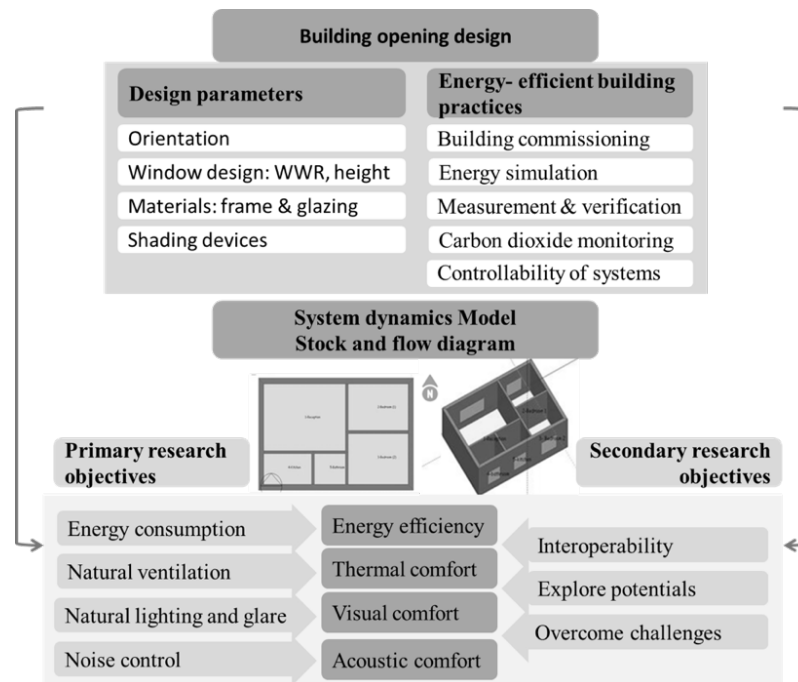 Building opening design
Design parameters
Orientation
Window design: WWR, height
Materials: frame & glazing
Shading devices
Energy- efficient building
practices
Building commissioning
Energy simulation
Measurement & verification
Carbon dioxide monitoring
Controllability of systems
System dynamics Model
Stock and flow diagram
N
Primary research
objectives
Secondary research
objectives
Energy consumption
Natural ventilation
Natural lighting and glare
Noise control
Energy efficiency
Thermal comfort
Visual comfort
Acoustic comfort
Interoperability
Explore potentials
Overcome challenges